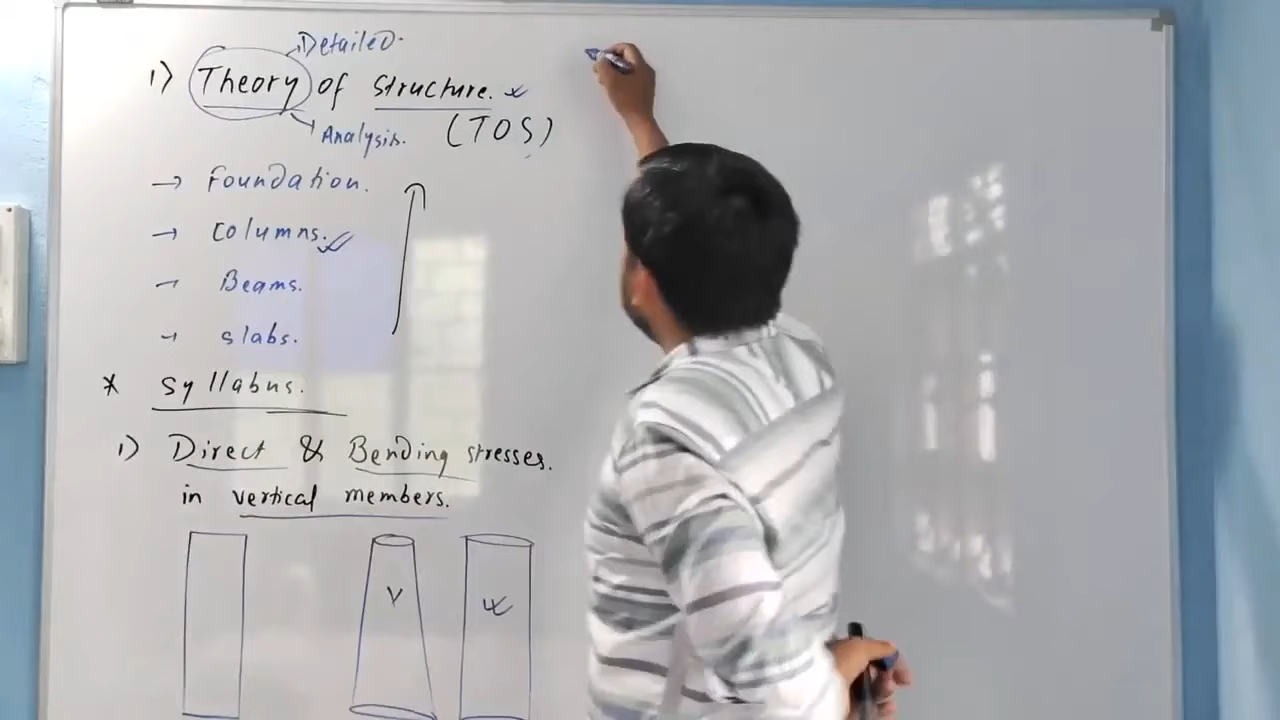 Detailed.
1) Theory of structure.
Analysis. (TOS)
→ Foundation.
→ columns.
→ Beams.
→ slabs.
* syllabus.
1) Direct & Bending stresses.
in vertical members.